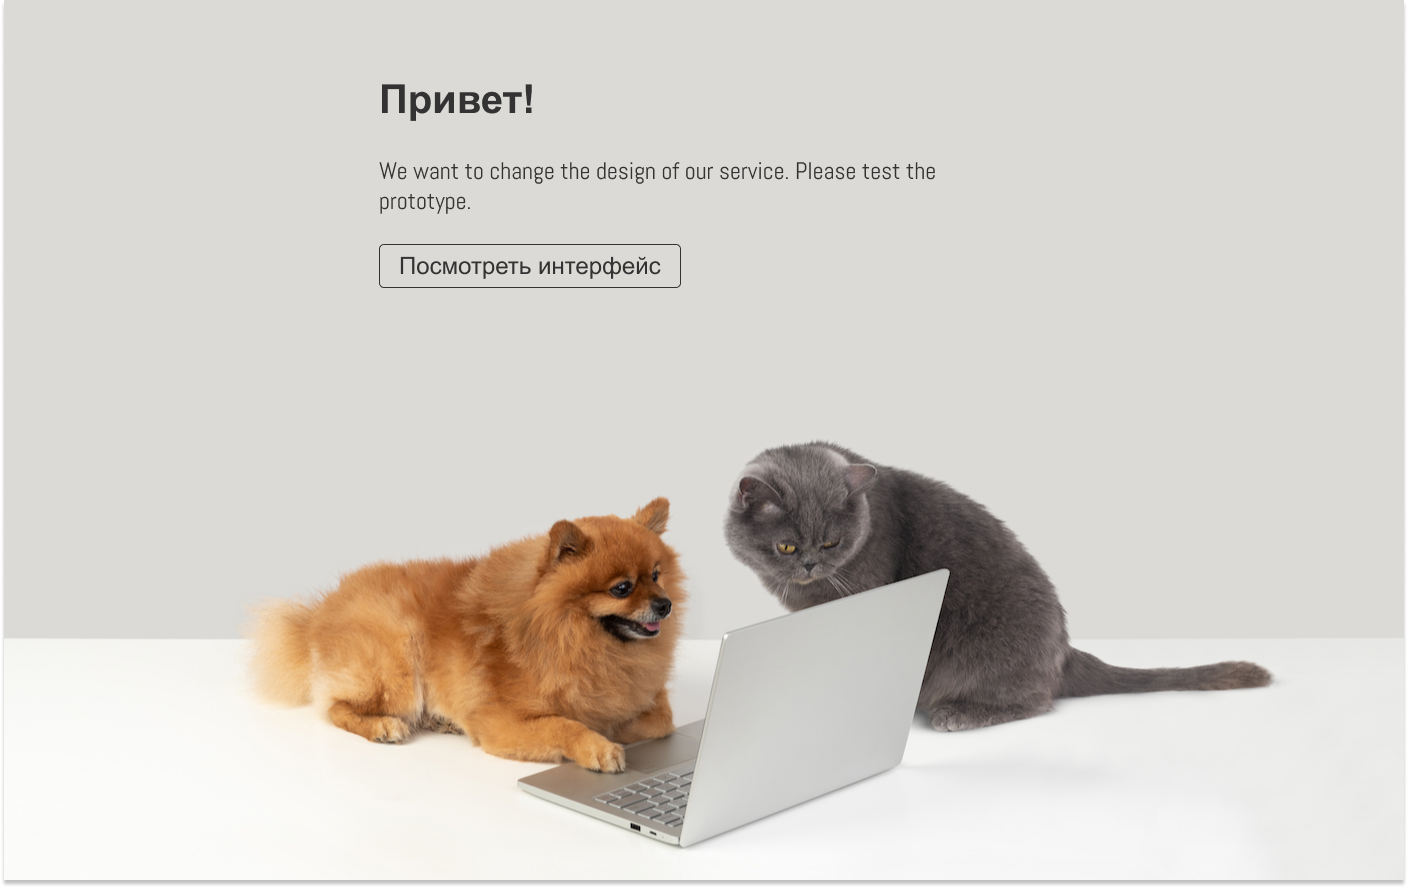 Привет!
We want to change the design of our service. Please test the
prototype.
Посмотреть интерфейс